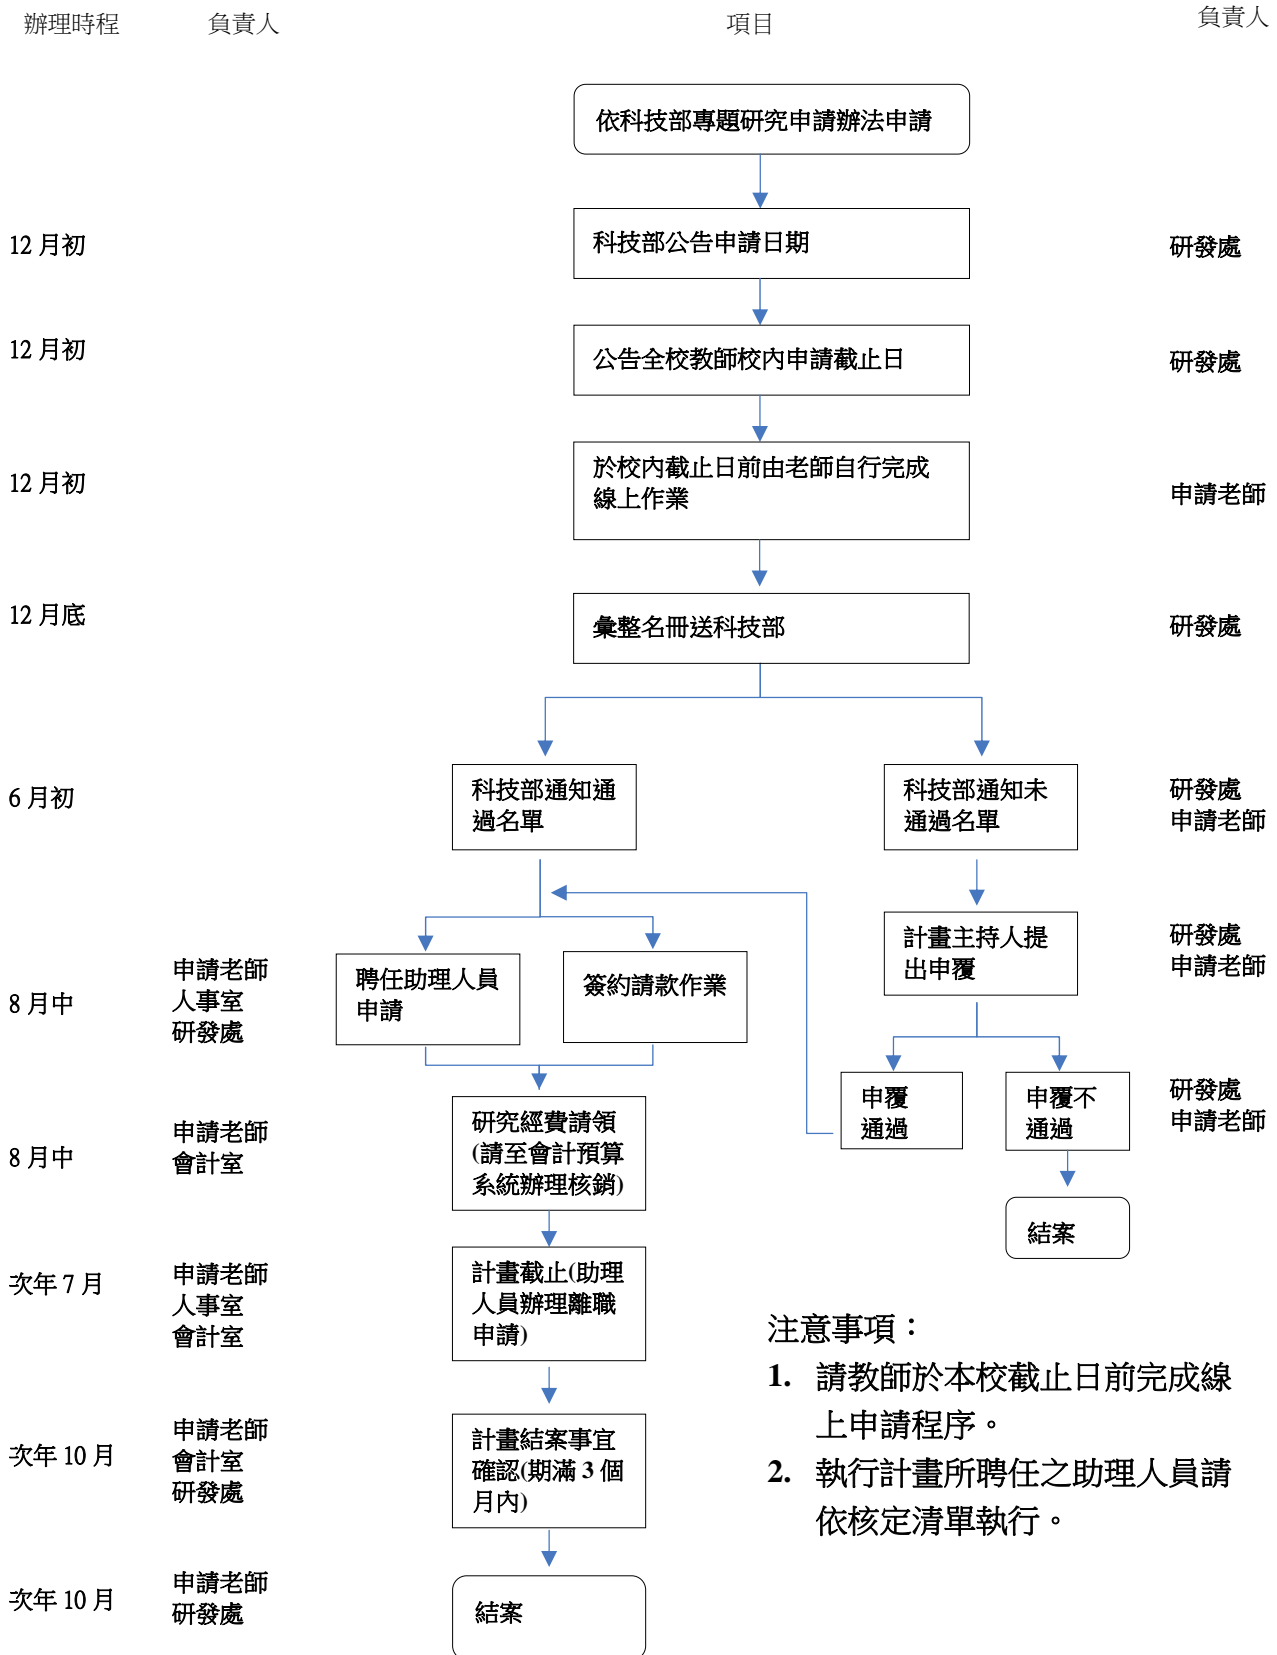 辦理時程
負責人
項目
負責人
依科技部專題研究申請辦法申請
12 月初
科技部公告申請日期
研發處
12 月初
公告全校教師校內申請截止日
研發處
12 月初
於校內截止日前由老師自行完成
線上作業
申請老師
12 月底
彙整名冊送科技部
研發處
6 月初
科技部通知通
過名單
科技部通知未
通過名單
研發處
申請老師
計畫主持人提
出申覆
研發處
申請老師
8 月中
申請老師
人事室
研發處
聘任助理人員
申請
簽約請款作業
申覆
通過
申覆不
通過
研發處
申請老師
8 月中
申請老師
會計室
研究經費請領
(請至會計預算
系統辦理核銷)
結案
次年 7 月
申請老師
人事室
會計室
計畫截止(助理
人員辦理離職
申請)
注意事項：
1. 請教師於本校截止日前完成線
上申請程序。
2. 執行計畫所聘任之助理人員請
依核定清單執行。
次年 10 月
申請老師
會計室
研發處
計畫結案事宜
確認(期滿 3 個
月內)
次年 10 月
申請老師
研發處
結案